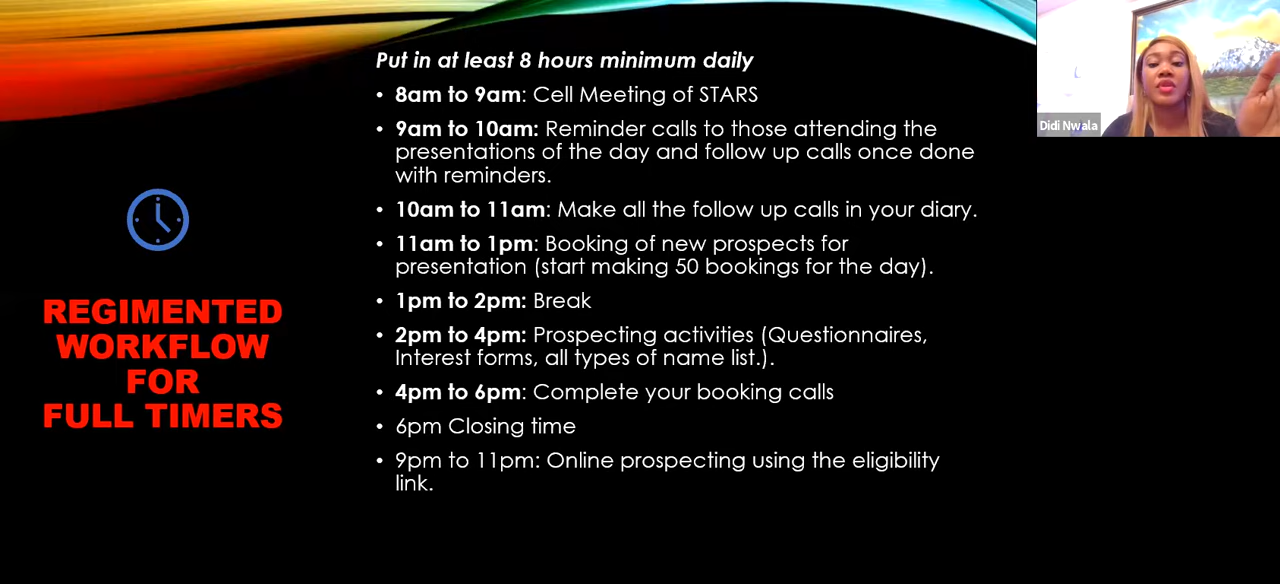 Put in at least 8 hours minimum daily
• 8am to 9am: Cell Meeting of STARS
• 9am to 10am: Reminder calls to those attending the
presentations of the day and follow up calls once done
with reminders.
• 10am to 11am: Make all the follow up calls in your diary.
• 11am to 1pm: Booking of new prospects for
presentation (start making 50 bookings for the day).
• 1pm to 2pm: Break
• 2pm to 4pm: Prospecting activities (Questionnaires,
Interest forms, all types of name list.).
• 4pm to 6pm: Complete your booking calls
• 6pm Closing time
• 9pm to 11pm: Online prospecting using the eligibility
link.
REGIMENTED
WORKFLOW
FOR
FULL TIMERS
Didi Nwala